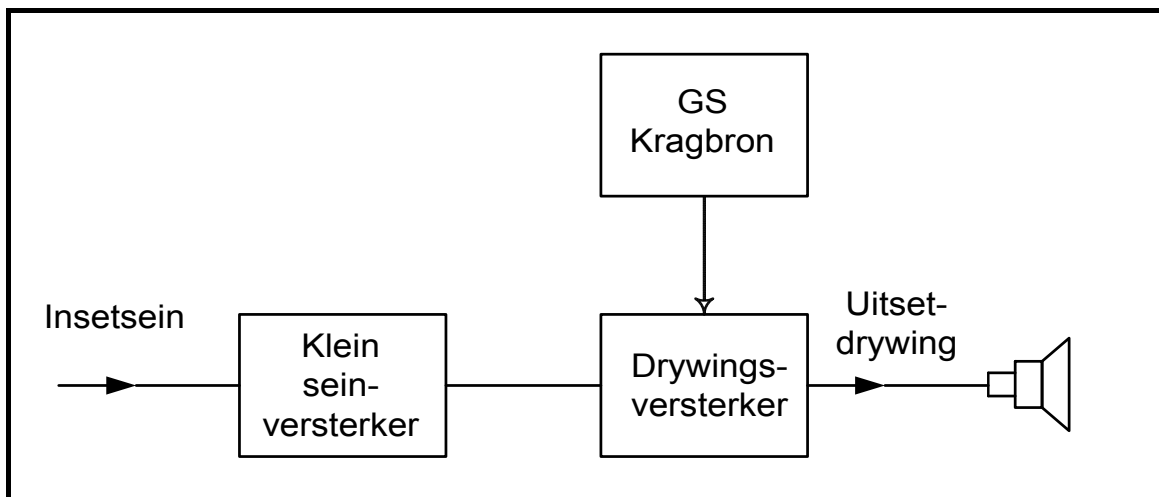 GS
Kragbron
Insetsein
Klein
sein-
versterker
Drywings-
versterker
Uitset-
drywing